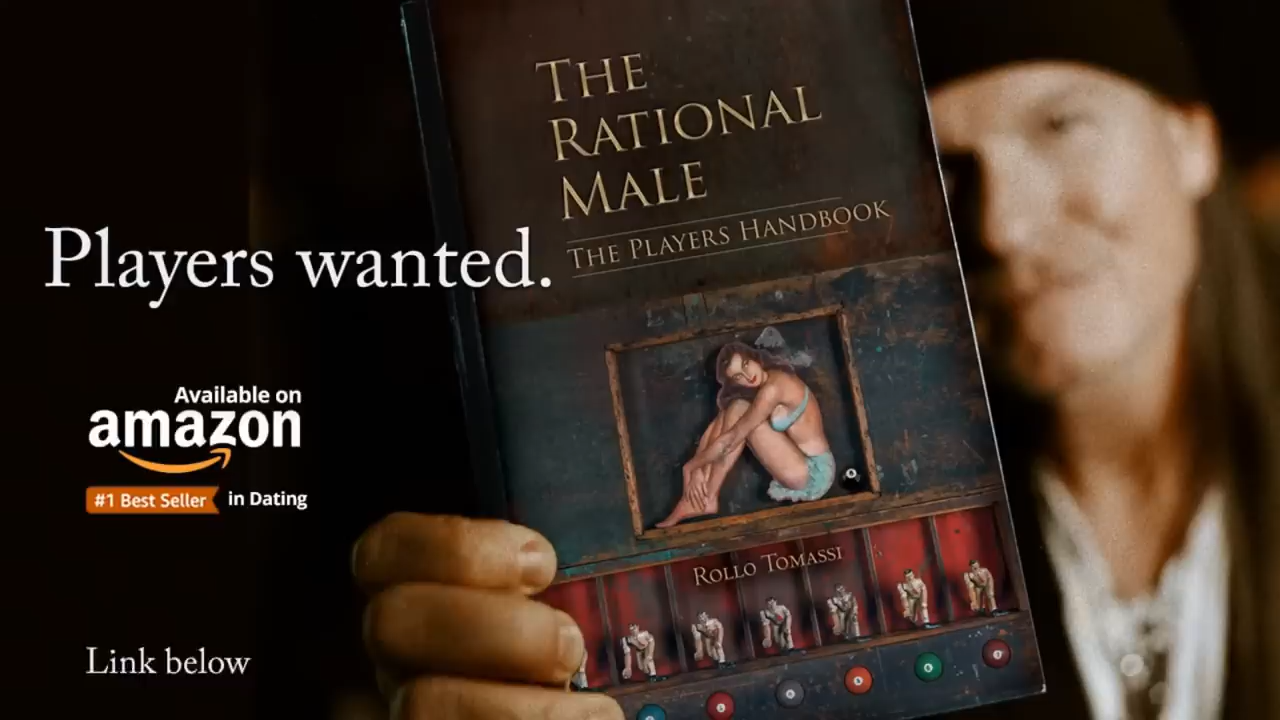 THE
RATIONAL
MALE
THE PLAYERS HANDBOOK
Players wanted.
Available on
amazon
#1 Best Seller in Dating
ROLLO TOMASSI
Link below